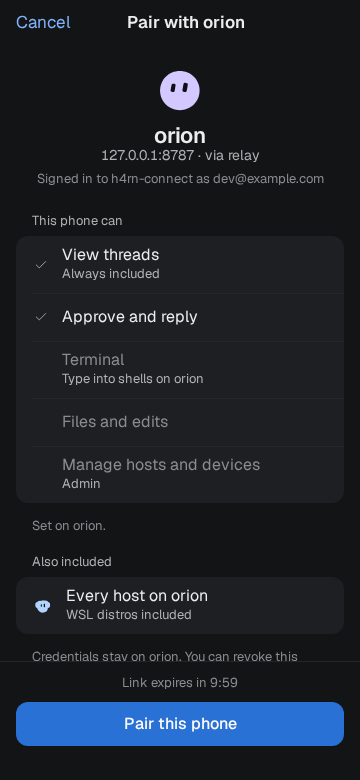 Cancel
Pair with orion
orion
127.0.0.1:8787 · via relay
Signed in to h4rn-connect as dev@example.com
This phone can
View threads
Always included
Approve and reply
Terminal
Type into shells on orion
Files and edits
Manage hosts and devices
Admin
Set on orion.
Also included
Every host on orion
WSL distros included
Credentials stay on orion. You can revoke this
Link expires in 9:59
Pair this phone